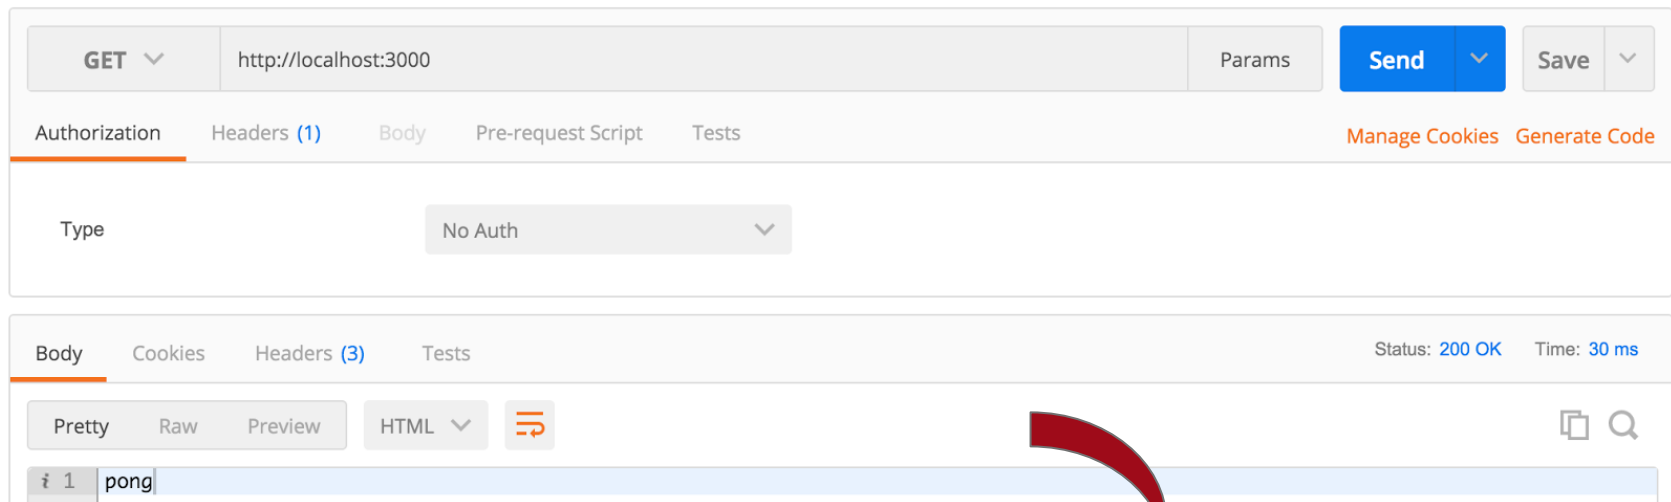 GET http://localhost:3000 Params Send Save
Authorization Headers (1) Body Pre-request Script Tests Manage Cookies Generate Code
Type No Auth
Body Cookies Headers (3) Tests Status: 200 OK Time: 30 ms
Pretty Raw Preview HTML
i 1 pong